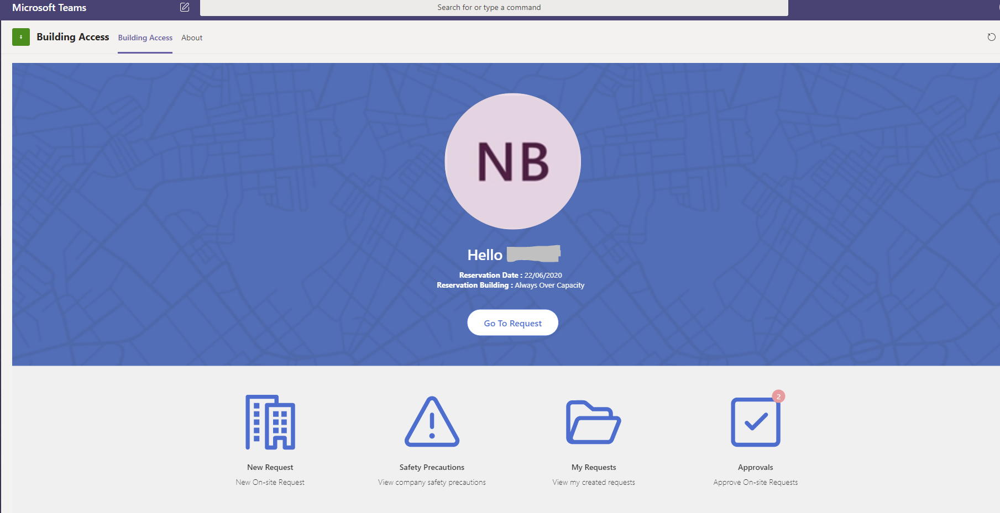 Microsoft Teams
Search for or type a command
Building Access
Building Access
About
NB
Hello
Reservation Date : 22/06/2020
Reservation Building : Always Over Capacity
Go To Request
2
New Request
New On-site Request
Safety Precautions
View company safety precautions
My Requests
View my created requests
Approvals
Approve On-site Requests